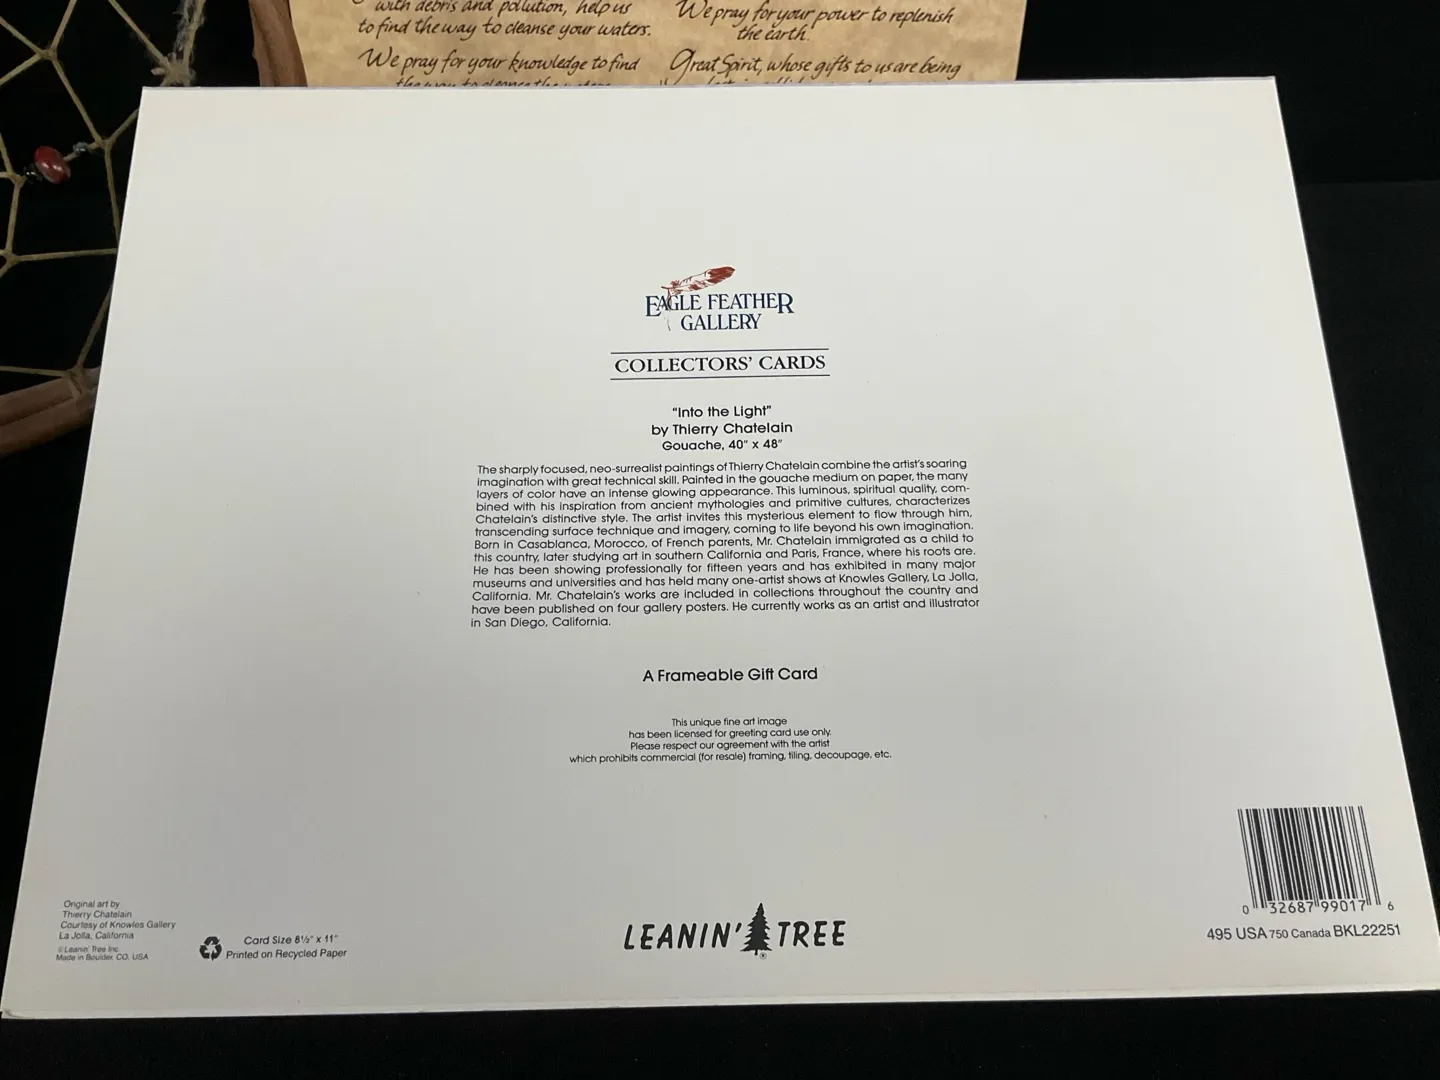 with debris and pollution, help us
to find the way to cleanse your waters.
We pray for your knowledge to find
the way to cleanse the
We pray for your power to replenish
the earth.
Great Spirit, whose gifts to us are being
EAGLE FEATHER
GALLERY
COLLECTORS' CARDS
"Into the Light"
by Thierry Chatelain
Gouache, 40" x 48"
The sharply focused, neo-surrealist paintings of Thierry Chatelain combine the artist's soaring
imagination with great technical skill. Painted in the gouache medium on paper, the many
layers of color have an intense glowing appearance. This luminous, spiritual quality, com-
bined with his inspiration from ancient mythologies and primitive cultures, characterizes
Chatelain's distinctive style. The artist invites this mysterious element to flow through him,
transcending surface technique and imagery, coming to life beyond his own imagination.
Born in Casablanca, Morocco, of French parents, Mr. Chatelain immigrated as a child to
this country, later studying art in southern California and Paris, France, where his roots are.
He has been showing professionally for fifteen years and has exhibited in many major
museums and universities and has held many one-artist shows at Knowles Gallery, La Jolla,
California. Mr. Chatelain's works are included in collections throughout the country and
have been published on four gallery posters. He currently works as an artist and illustrator
in San Diego, California.
A Frameable Gift Card
This unique fine art image
has been licensed for greeting card use only.
Please respect our agreement with the artist
which prohibits commercial (for resale) framing, tiling, decoupage, etc.
Original art by
Thierry Chatelain
Courtesy of Knowles Gallery
La Jolla, California
© Leanin' Tree Inc.
Made in Boulder, CO, USA
Card Size 8½" x 11"
Printed on Recycled Paper
LEANIN' TREE ®
0 32687 99017 6
495 USA 750 Canada BKL22251